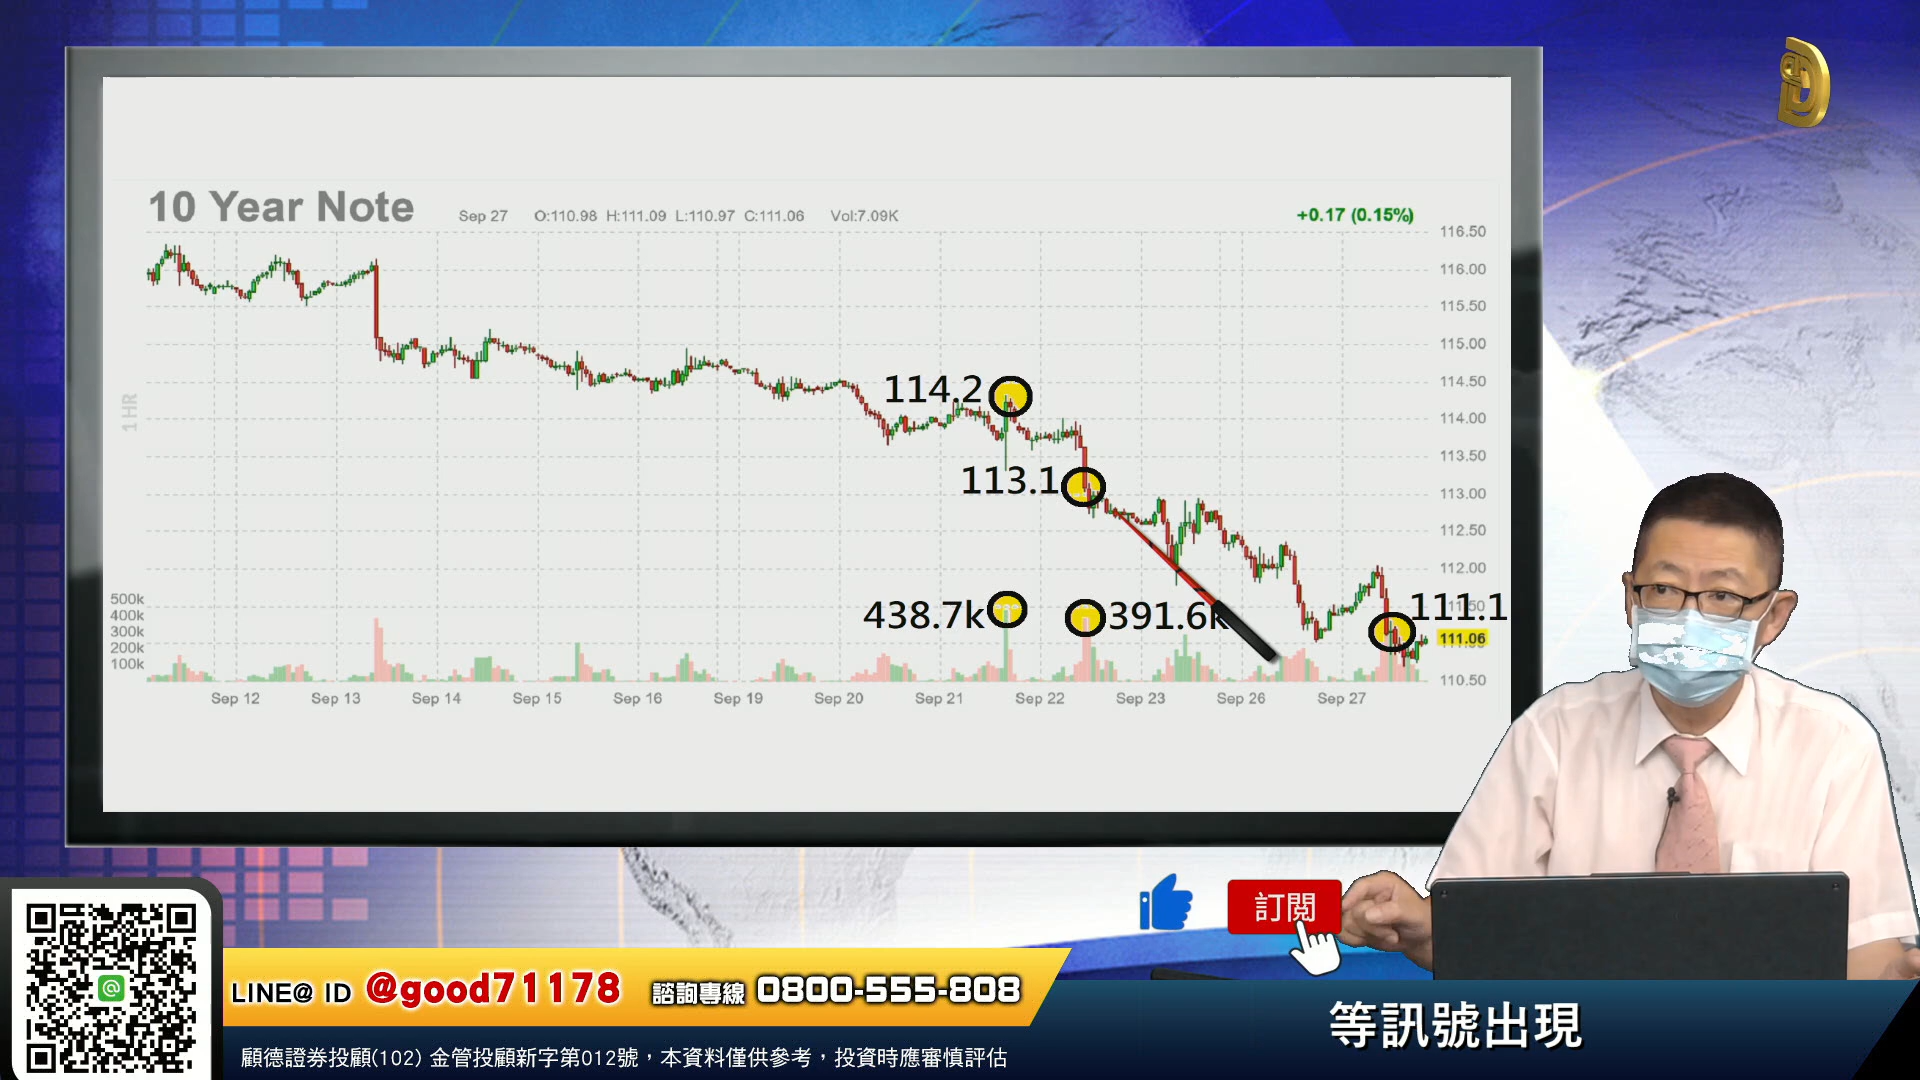 10 Year Note
Sep 27 O:110.98 H:111.09 L:110.97 C:111.06 Vol:7.09K
+0.17 (0.15%)
116.50
116.00
115.50
115.00
114.50
114.00
113.50
113.00
112.50
112.00
111.50
111.06
110.50
1 HR
114.2
113.1
438.7k
391.6k
111.1
500k
400k
300k
200k
100k
Sep 12 Sep 13 Sep 14 Sep 15 Sep 16 Sep 19 Sep 20 Sep 21 Sep 22 Sep 23 Sep 26 Sep 27
訂閱
LINE@ ID @good71178 諮詢專線 0800-555-808
等訊號出現
顧德證券投顧(102) 金管投顧新字第012號，本資料僅供參考，投資時應審慎評估